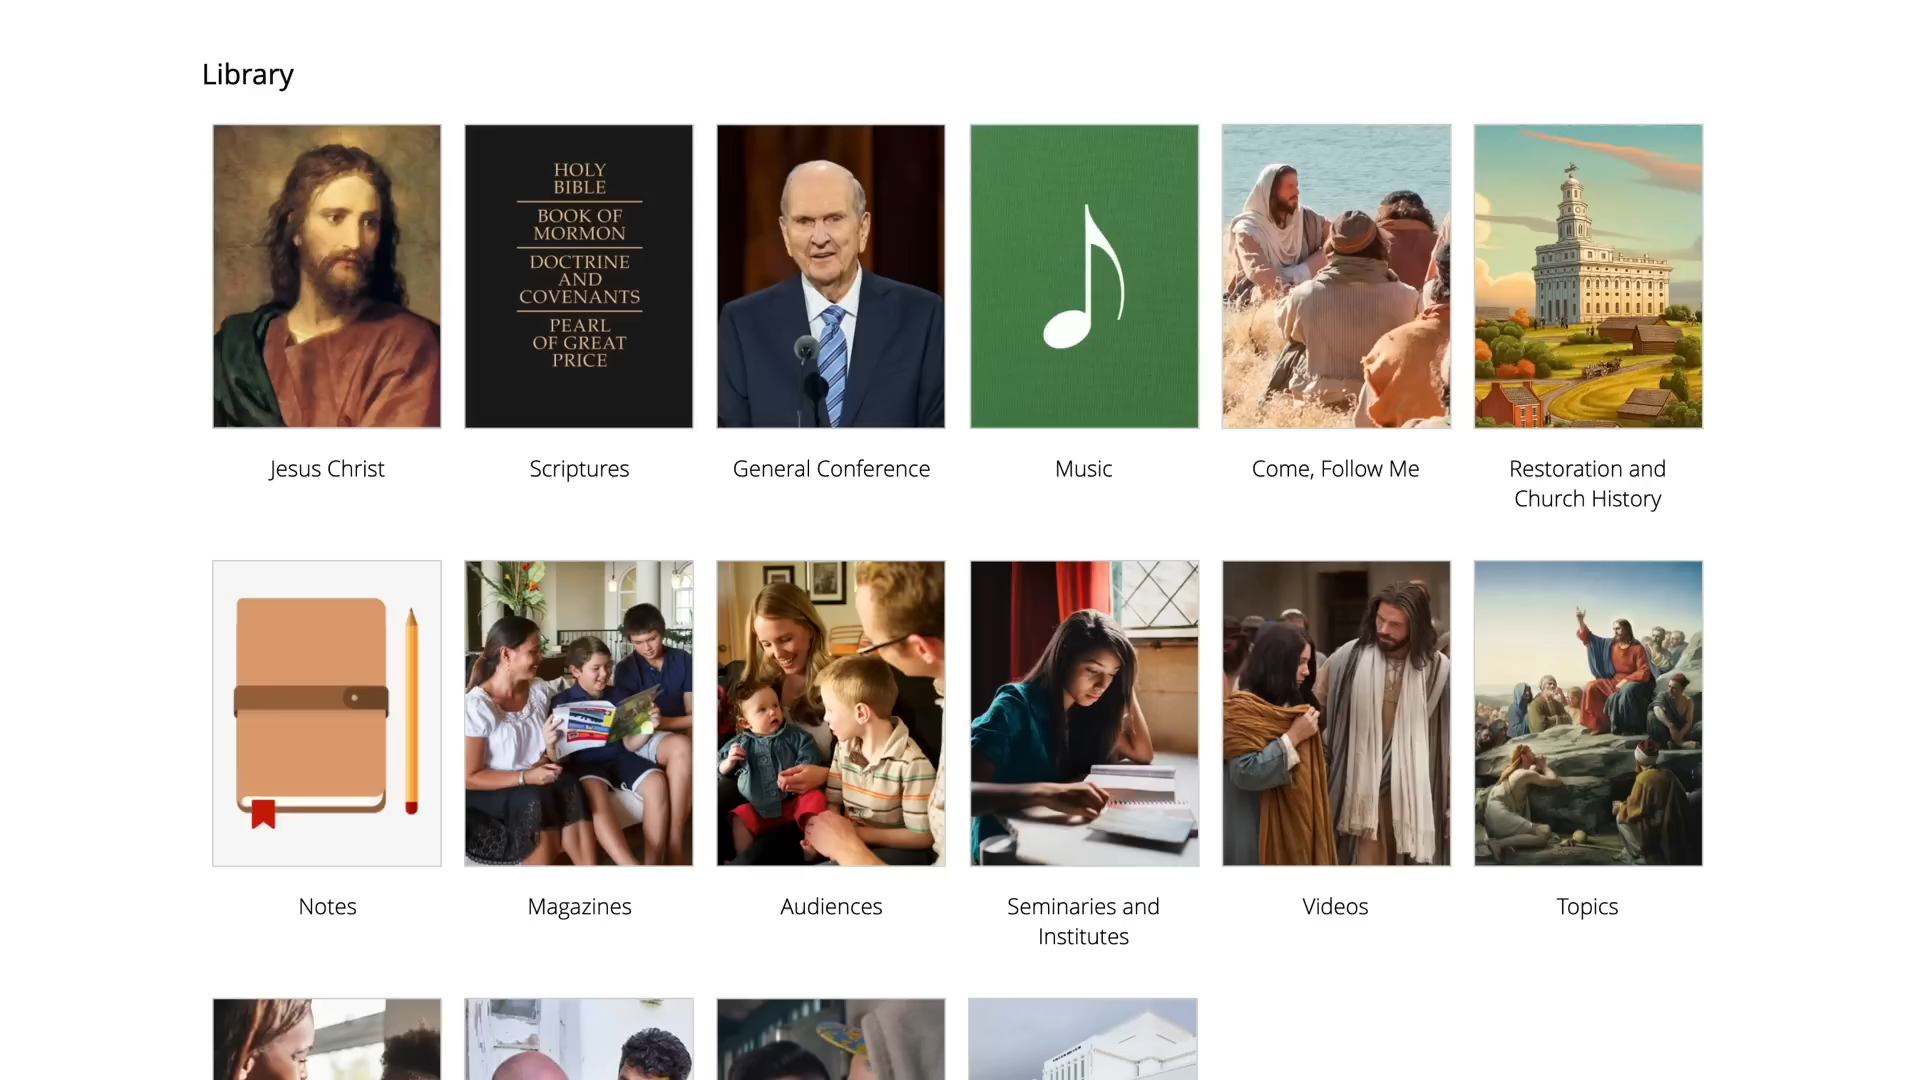 Library
HOLY
BIBLE
BOOK OF
MORMON
DOCTRINE
AND
COVENANTS
PEARL
OF GREAT
PRICE
Jesus Christ
Scriptures
General Conference
Music
Come, Follow Me
Restoration and
Church History
Notes
Magazines
Audiences
Seminaries and
Institutes
Videos
Topics